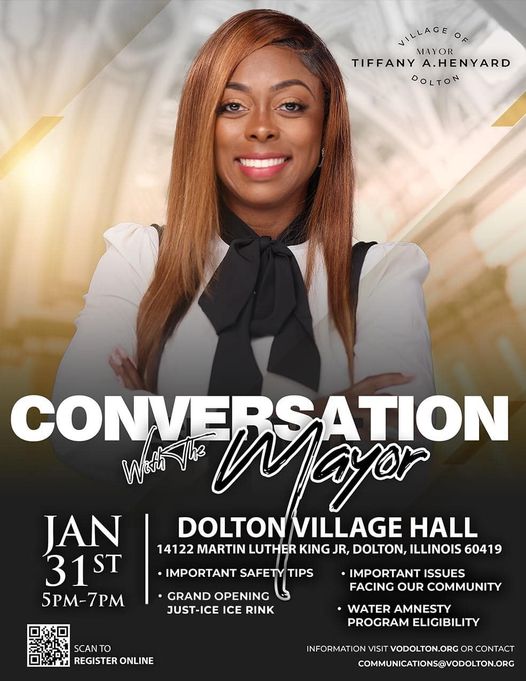 VILLAGE OF
MAYOR
TIFFANY A.HENYARD
DOLTON
CONVERSATION
With The Mayor
JAN
31ST
5PM-7PM
DOLTON VILLAGE HALL
14122 MARTIN LUTHER KING JR, DOLTON, ILLINOIS 60419
• IMPORTANT SAFETY TIPS
• GRAND OPENING
JUST-ICE ICE RINK
• IMPORTANT ISSUES
FACING OUR COMMUNITY
• WATER AMNESTY
PROGRAM ELIGIBILITY
SCAN TO
REGISTER ONLINE
INFORMATION VISIT VODOLTON.ORG OR CONTACT
COMMUNICATIONS@VODOLTON.ORG